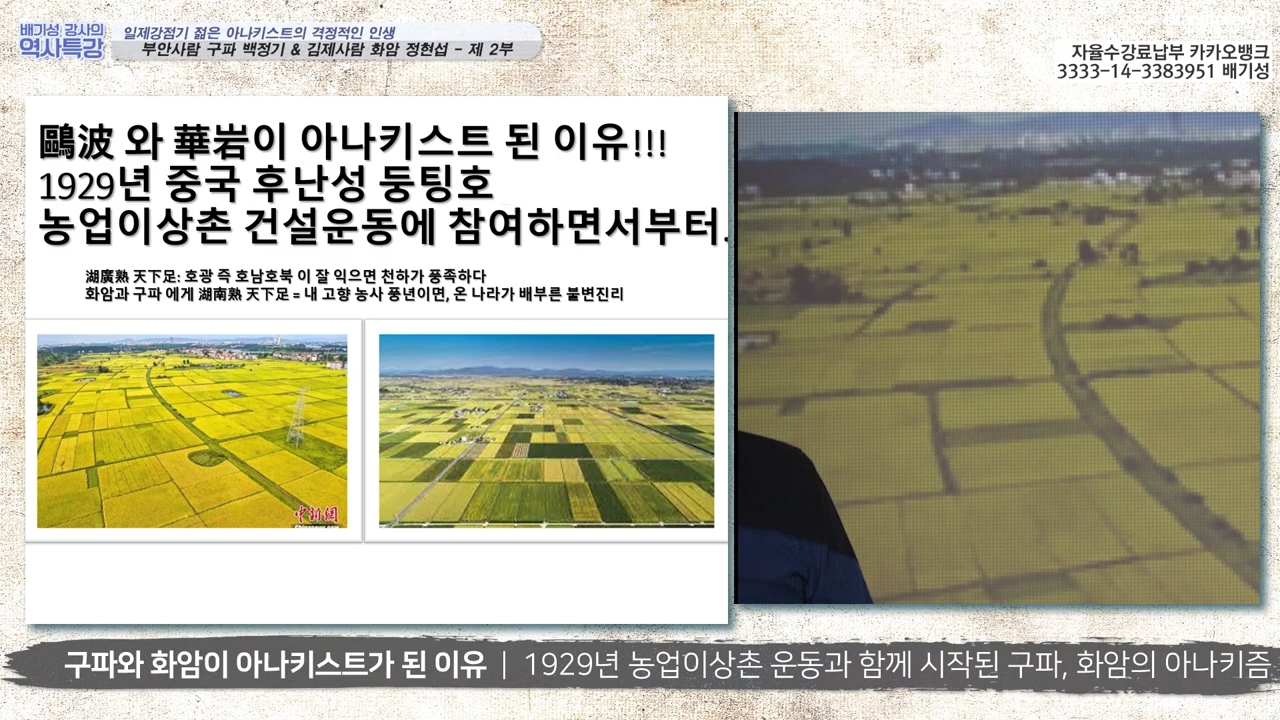 배기성 강사의
역사특강
일제강점기 젊은 아나키스트의 격정적인 인생
부안사람 구파 백정기 & 김제사람 화암 정현섭 - 제 2부
자율수강료납부 카카오뱅크
3333-14-3383951 배기성
鷗波 와 華岩이 아나키스트 된 이유!!!
1929년 중국 후난성 둥팅호
농업이상촌 건설운동에 참여하면서부터.
湖廣熟 天下足: 호광 즉 호남호북 이 잘 익으면 천하가 풍족하다
화암과 구파 에게 湖南熟 天下足 = 내 고향 농사 풍년이면, 온 나라가 배부른 불변진리
中新網
구파와 화암이 아나키스트가 된 이유 | 1929년 농업이상촌 운동과 함께 시작된 구파, 화암의 아나키즘